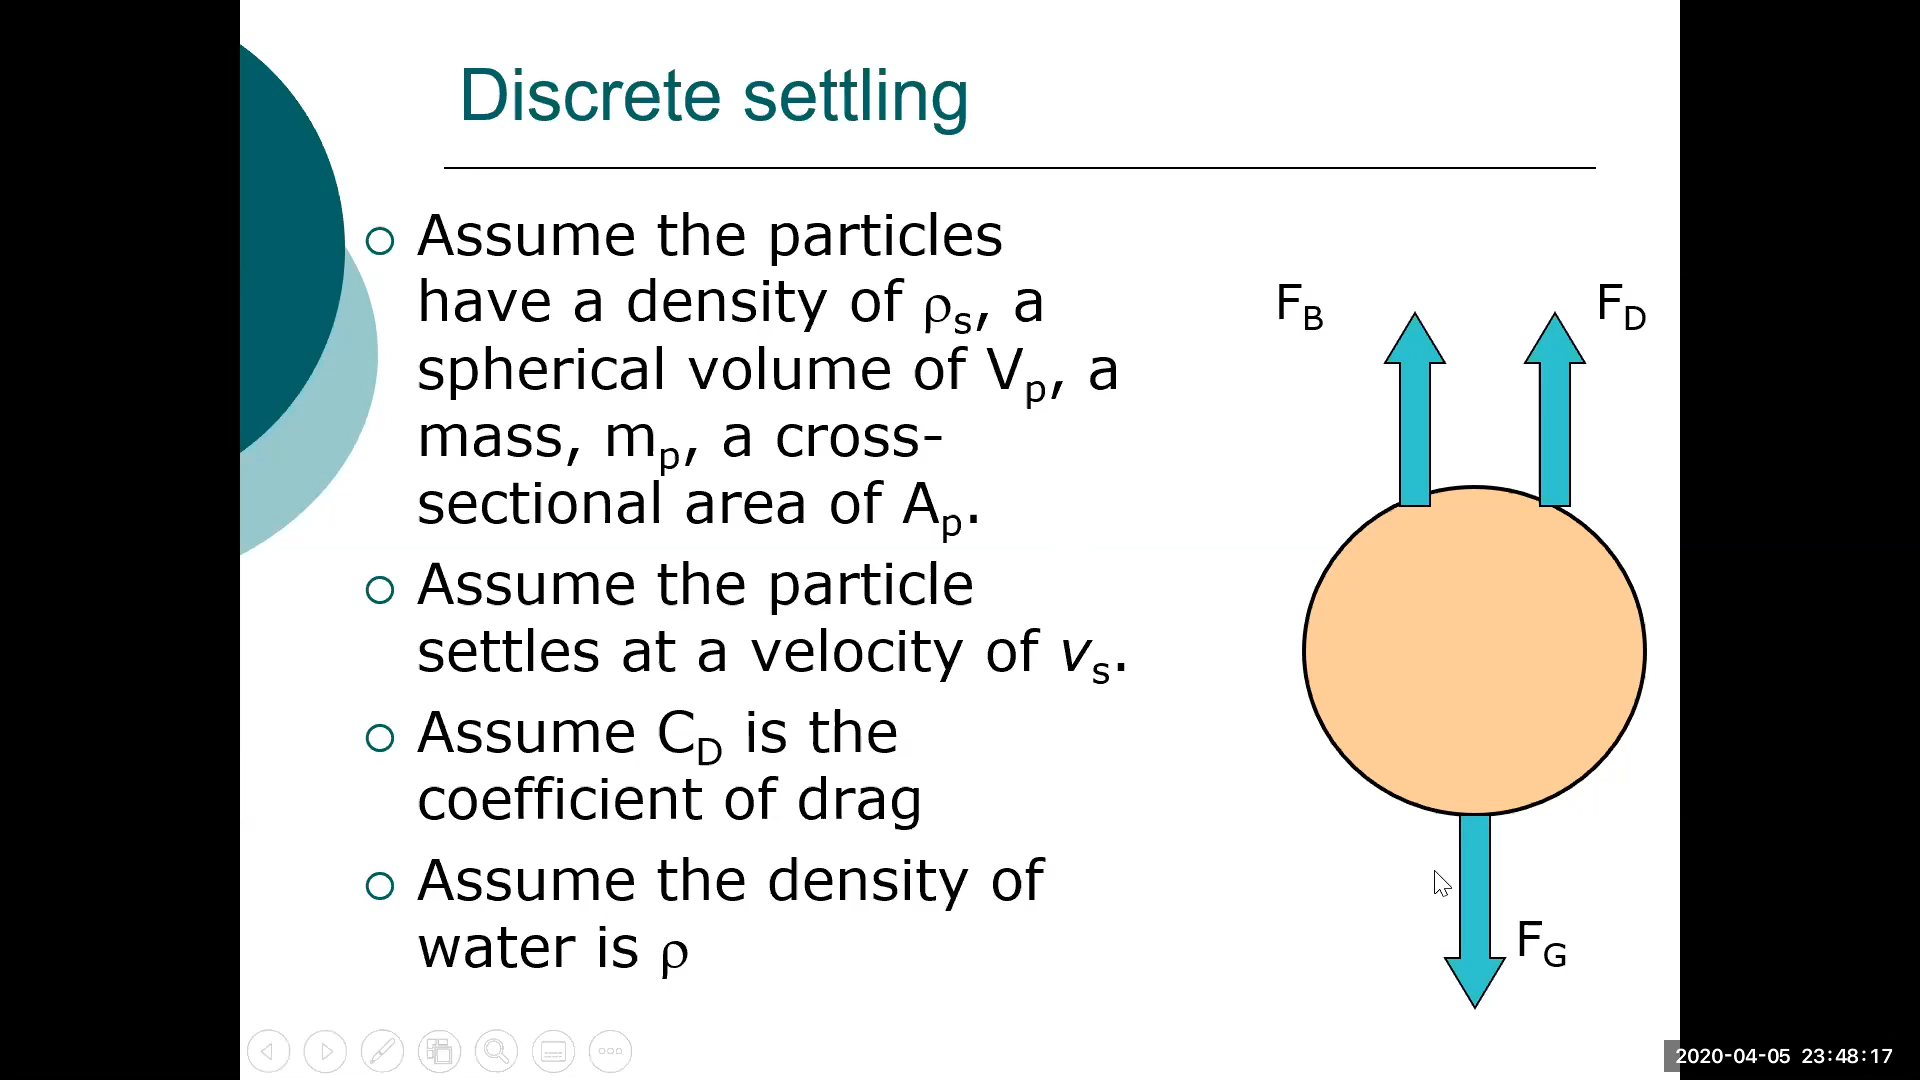 Discrete settling
Assume the particles
have a density of ρs, a
spherical volume of Vp, a
mass, mp, a cross-
sectional area of Ap.
Assume the particle
settles at a velocity of vs.
Assume CD is the
coefficient of drag
Assume the density of
water is ρ
FB
FD
FG
2020-04-05 23:48:17